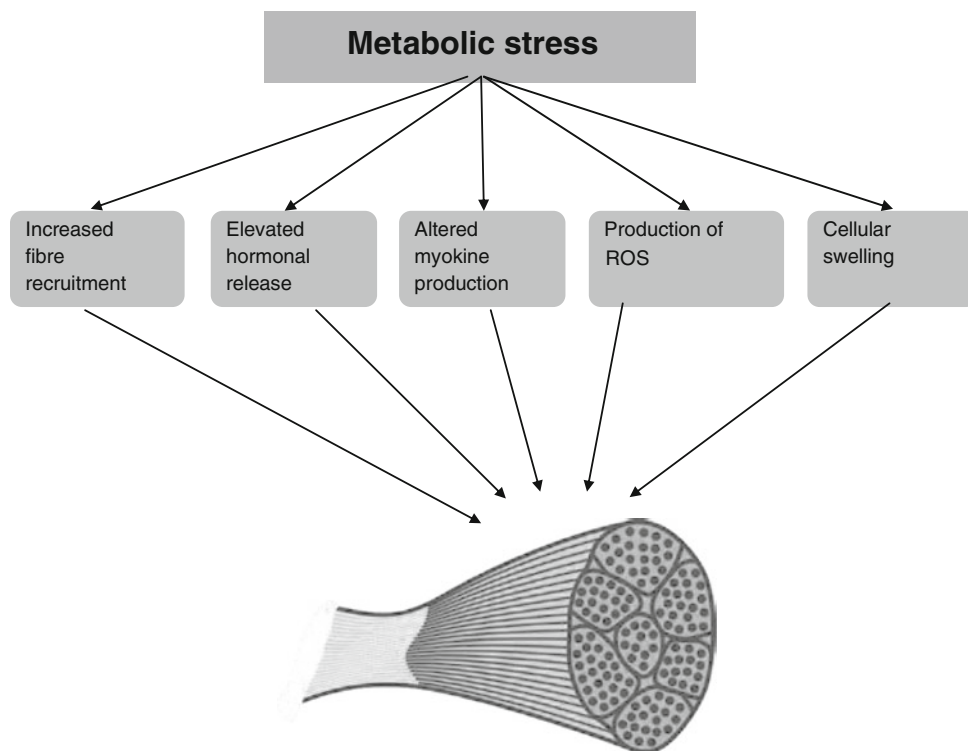 Metabolic stress
Increased
fibre
recruitment
Elevated
hormonal
release
Altered
myokine
production
Production of
ROS
Cellular
swelling